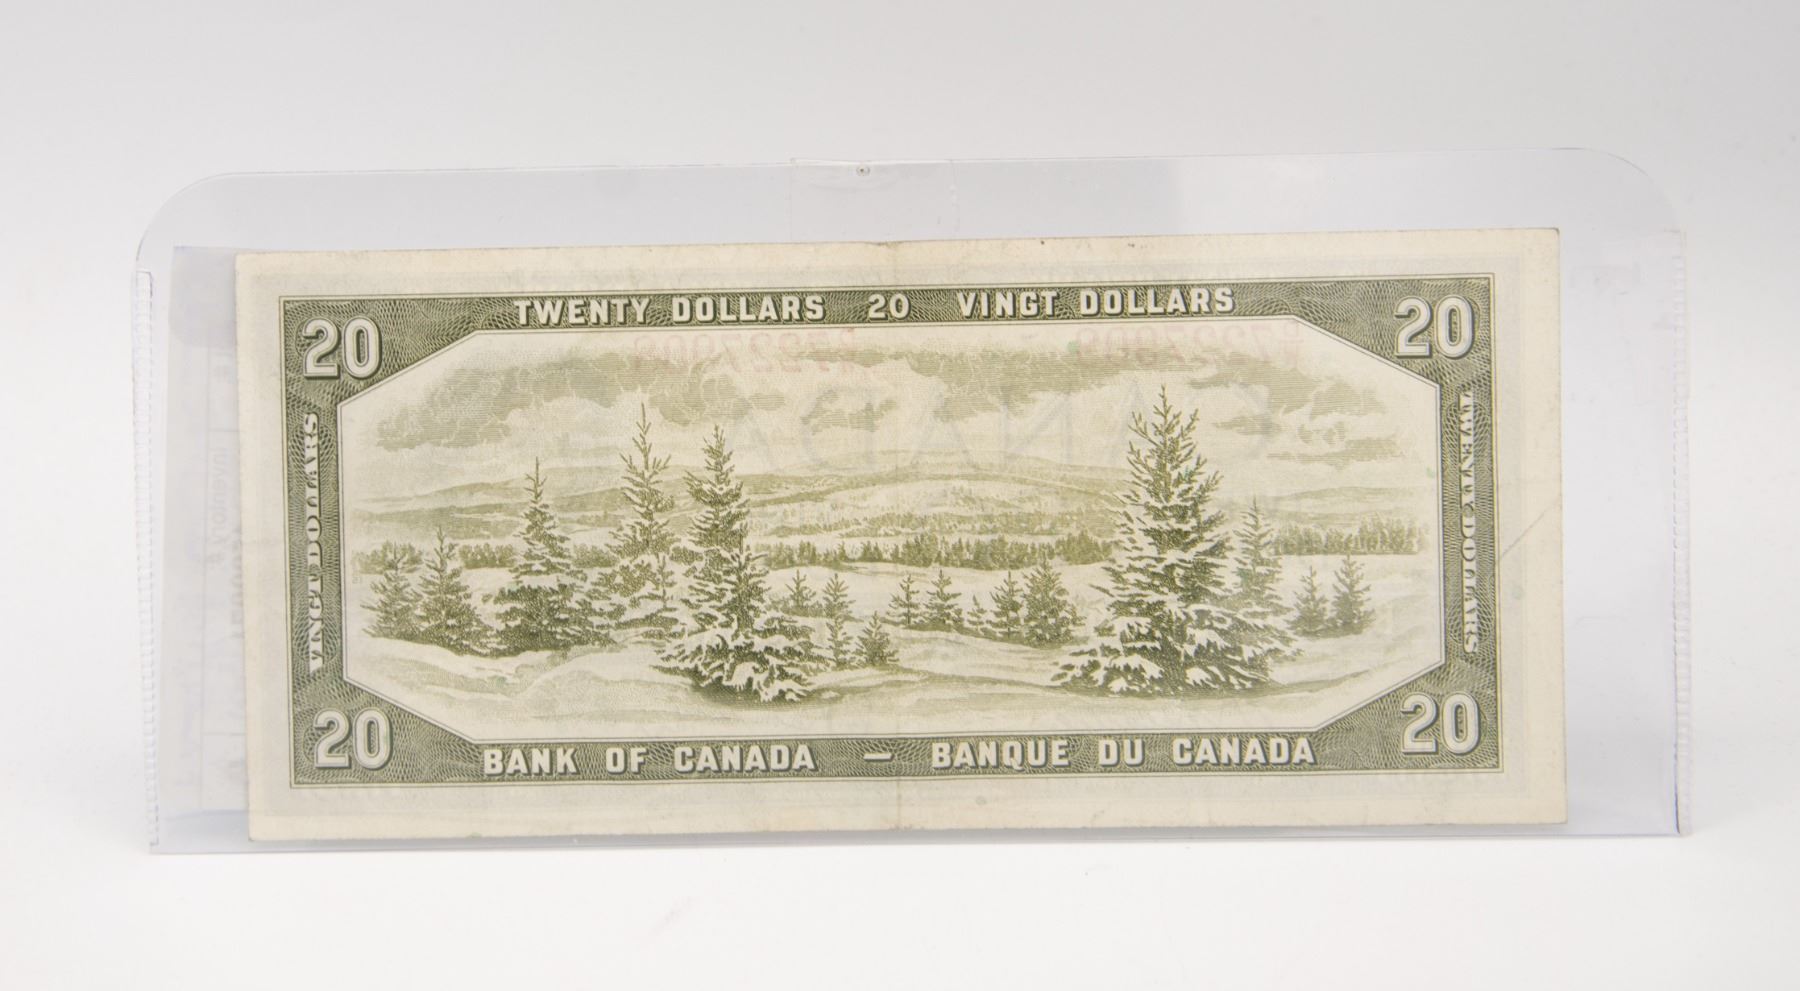 TWENTY DOLLARS 20 VINGT DOLLARS
20
20
VINGT DOLLARS
TWENTY DOLLARS
CANADA
20
20
BANK OF CANADA – BANQUE DU CANADA